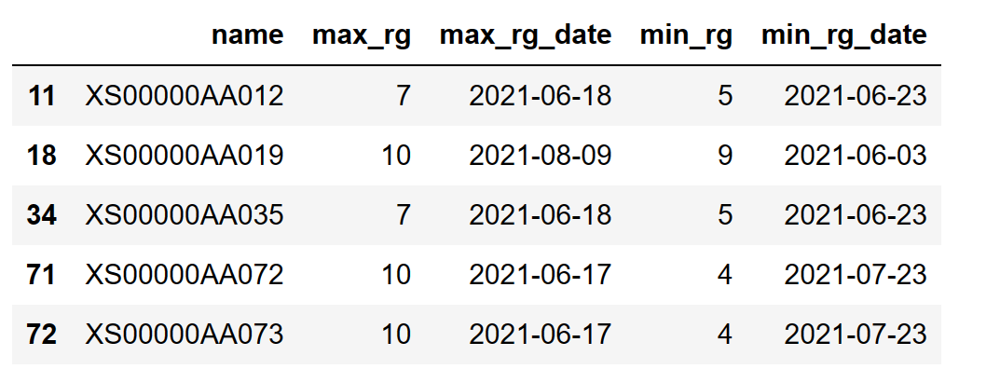 name max_rg max_rg_date min_rg min_rg_date
11 XS00000AA012 7 2021-06-18 5 2021-06-23
18 XS00000AA019 10 2021-08-09 9 2021-06-03
34 XS00000AA035 7 2021-06-18 5 2021-06-23
71 XS00000AA072 10 2021-06-17 4 2021-07-23
72 XS00000AA073 10 2021-06-17 4 2021-07-23